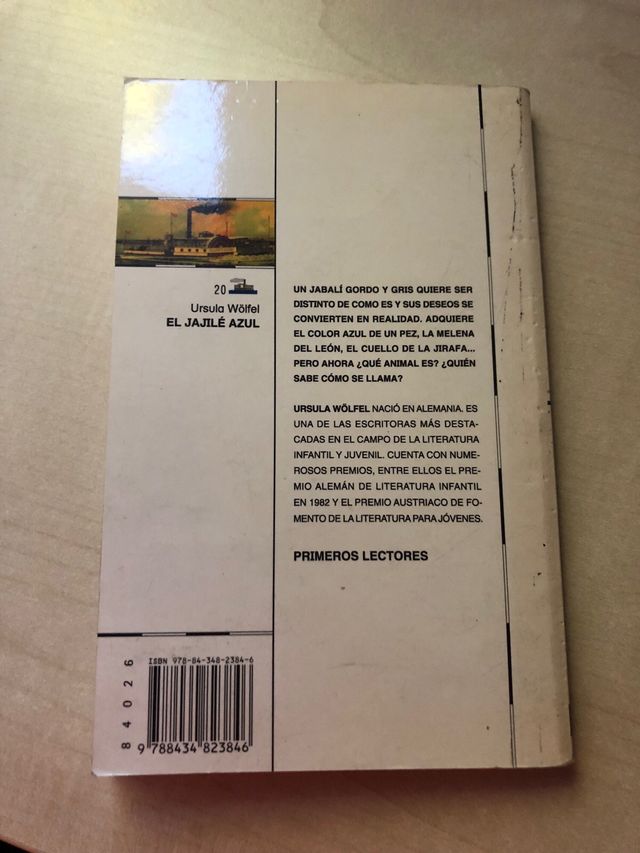 20
Ursula Wölfel
EL JAJILÉ AZUL
UN JABALÍ GORDO Y GRIS QUIERE SER
DISTINTO DE COMO ES Y SUS DESEOS SE
CONVIERTEN EN REALIDAD. ADQUIERE
EL COLOR AZUL DE UN PEZ, LA MELENA
DEL LEÓN, EL CUELLO DE LA JIRAFA...
PERO AHORA ¿QUÉ ANIMAL ES? ¿QUIÉN
SABE CÓMO SE LLAMA?
URSULA WÖLFEL NACIÓ EN ALEMANIA. ES
UNA DE LAS ESCRITORAS MÁS DESTA-
CADAS EN EL CAMPO DE LA LITERATURA
INFANTIL Y JUVENIL. CUENTA CON NUME-
ROSOS PREMIOS, ENTRE ELLOS EL PRE-
MIO ALEMÁN DE LITERATURA INFANTIL
EN 1982 Y EL PREMIO AUSTRIACO DE FO-
MENTO DE LA LITERATURA PARA JÓVENES.
PRIMEROS LECTORES
ISBN 978-84-348-2384-6
84026
9 788434 823846